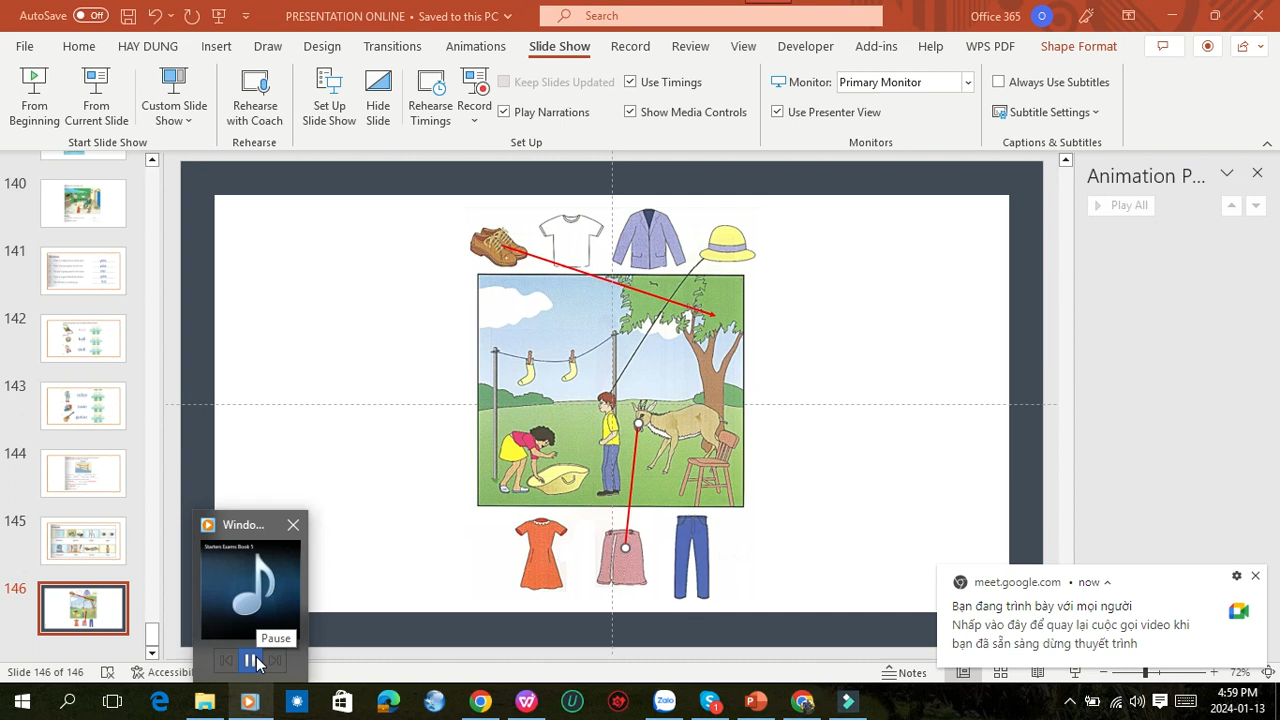 AutoSave Off PRESENTATION ONLINE - Saved to this PC Search Office 365 O
File Home HAY DUNG Insert Draw Design Transitions Animations Slide Show Record Review View Developer Add-ins Help WPS PDF Shape Format
From Beginning
From Current Slide
Custom Slide Show
Start Slide Show
Rehearse with Coach
Rehearse
Set Up Slide Show
Hide Slide
Rehearse Timings
Record
Keep Slides Updated
Play Narrations
Use Timings
Show Media Controls
Set Up
Monitor: Primary Monitor
Use Presenter View
Monitors
Always Use Subtitles
Subtitle Settings
Captions & Subtitles
Animation P...
Play All
140
141
142
143
144
145
146
Windo...
Starters Exams Book 5
Pause
meet.google.com • now
Bạn đang trình bày với mọi người
Nhấp vào đây để quay lại cuộc gọi video khi
bạn đã sẵn sàng dừng thuyết trình
Slide 146 of 146 Accessibi Notes 72%
Zalo
1
4:59 PM
2024-01-13